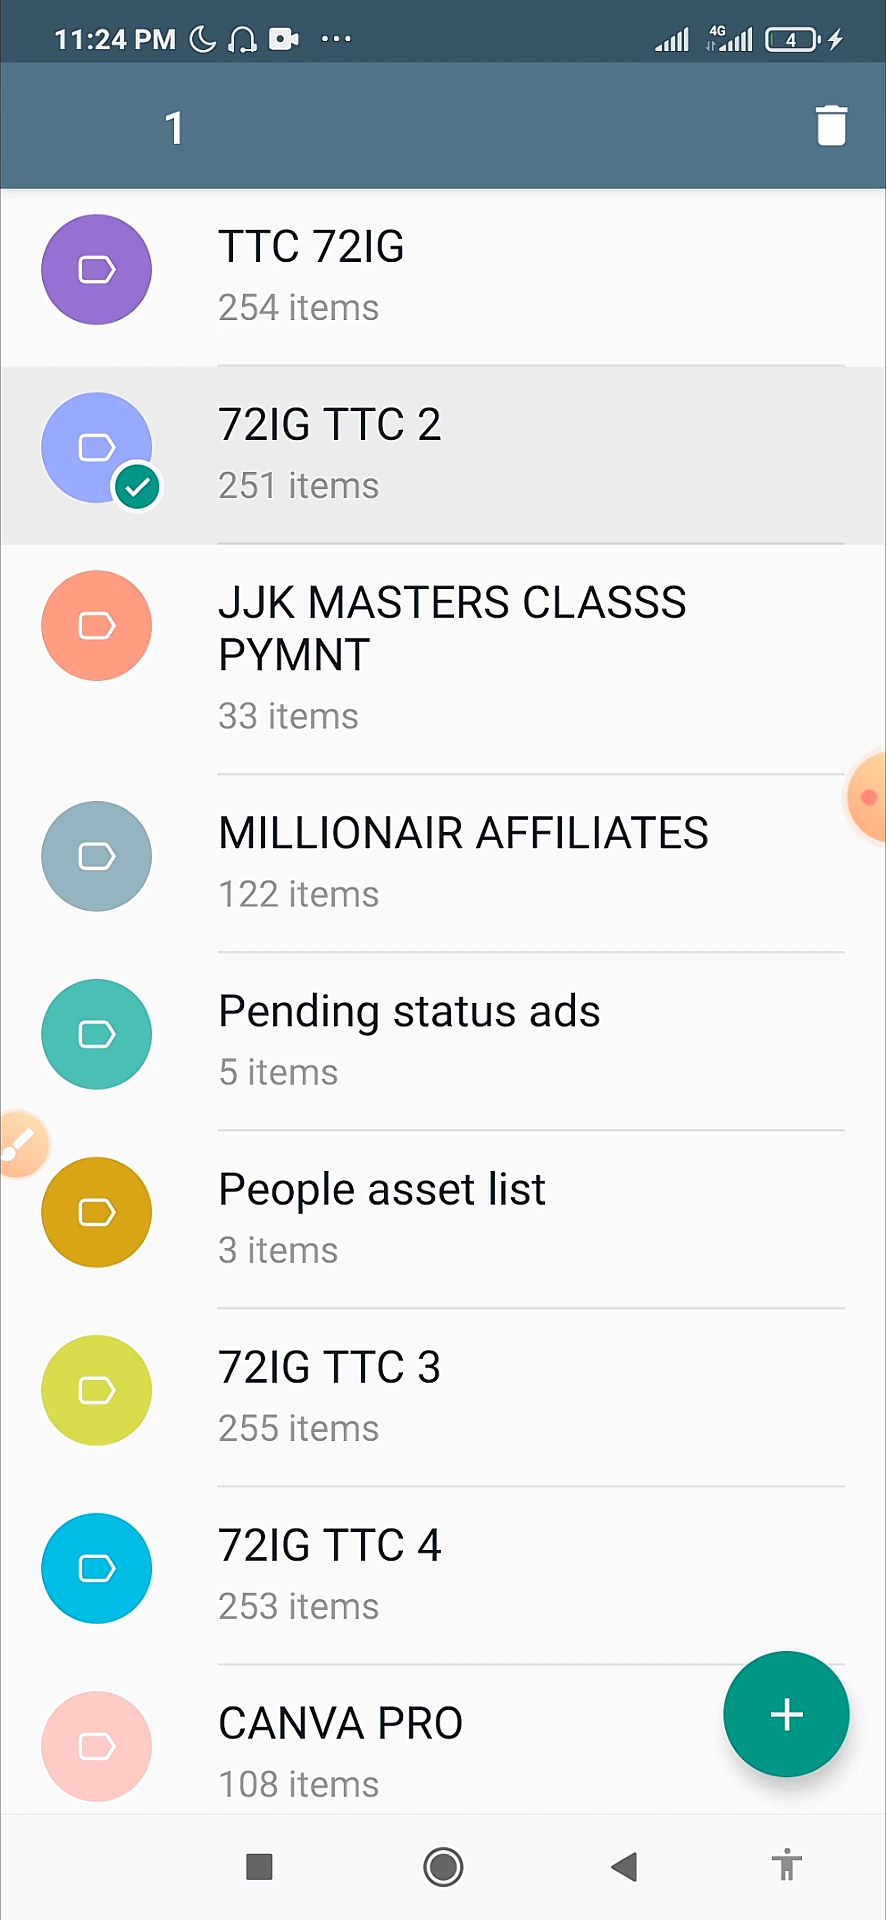 11:24 PM ... 4G 4
1
TTC 72IG
254 items
72IG TTC 2
251 items
JJK MASTERS CLASSS
PYMNT
33 items
MILLIONAIR AFFILIATES
122 items
Pending status ads
5 items
People asset list
3 items
72IG TTC 3
255 items
72IG TTC 4
253 items
CANVA PRO
108 items